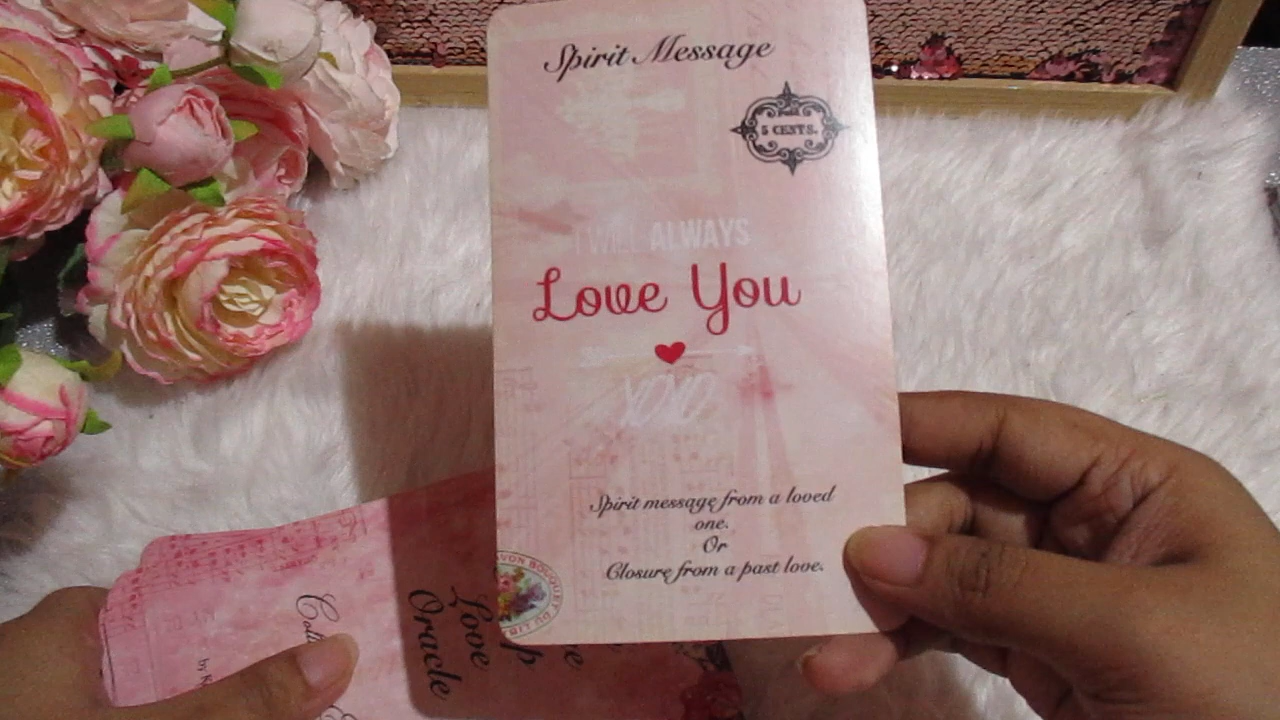 Spirit Message
5 CENTS.
I WILL ALWAYS
Love You
XOXO
Spirit message from a loved
one.
Or
Closure from a past love.
Love
Oracle
by